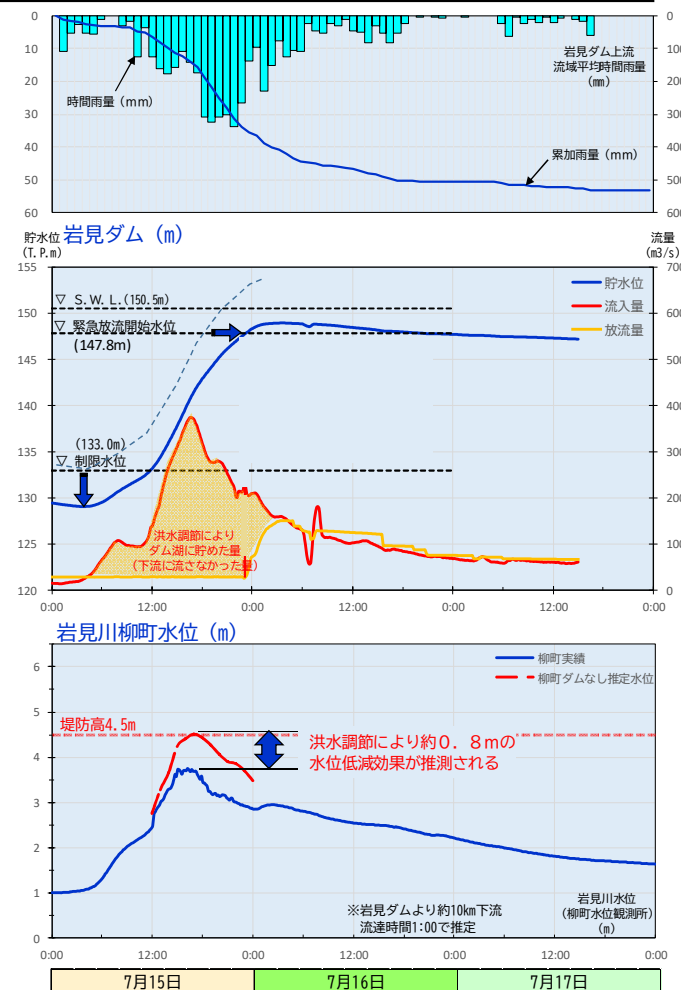 0
10
20
30
40
50
60
0
100
200
300
400
500
600
時間雨量（mm）
岩見ダム上流
流域平均時間雨量
（mm）
累加雨量（mm）
貯水位
(T.P.m)
岩見ダム（m）
流量
(m3/s)
155
150
145
140
135
130
125
120
700
600
500
400
300
200
100
0
▽ S.W.L.(150.5m)
▽ 緊急放流開始水位
(147.8m)
(133.0m)
▽ 制限水位
貯水位
流入量
放流量
洪水調節により
ダム湖に貯めた量
（下流に流さなかった量）
0:00 12:00 0:00 12:00 0:00 12:00 0:00
岩見川柳町水位（m）
6
5
4
3
2
1
0
柳町実績
柳町ダムなし推定水位
堤防高4.5m
洪水調節により約０．８ｍの
水位低減効果が推測される
※岩見ダムより約10km下流
流達時間1:00で推定
岩見川水位
（柳町水位観測所）
（m）
0:00 12:00 0:00 12:00 0:00 12:00 0:00
7月15日 7月16日 7月17日